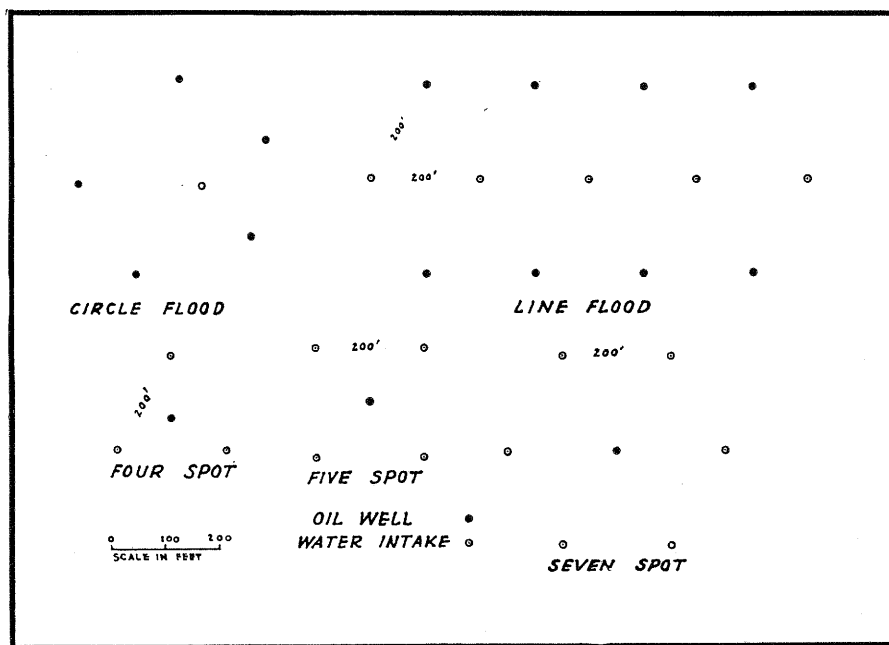 200'
200'
CIRCLE FLOOD
LINE FLOOD
200'
200'
200'
FOUR SPOT
FIVE SPOT
OIL WELL
WATER INTAKE
0 100 200
SCALE IN FEET
SEVEN SPOT